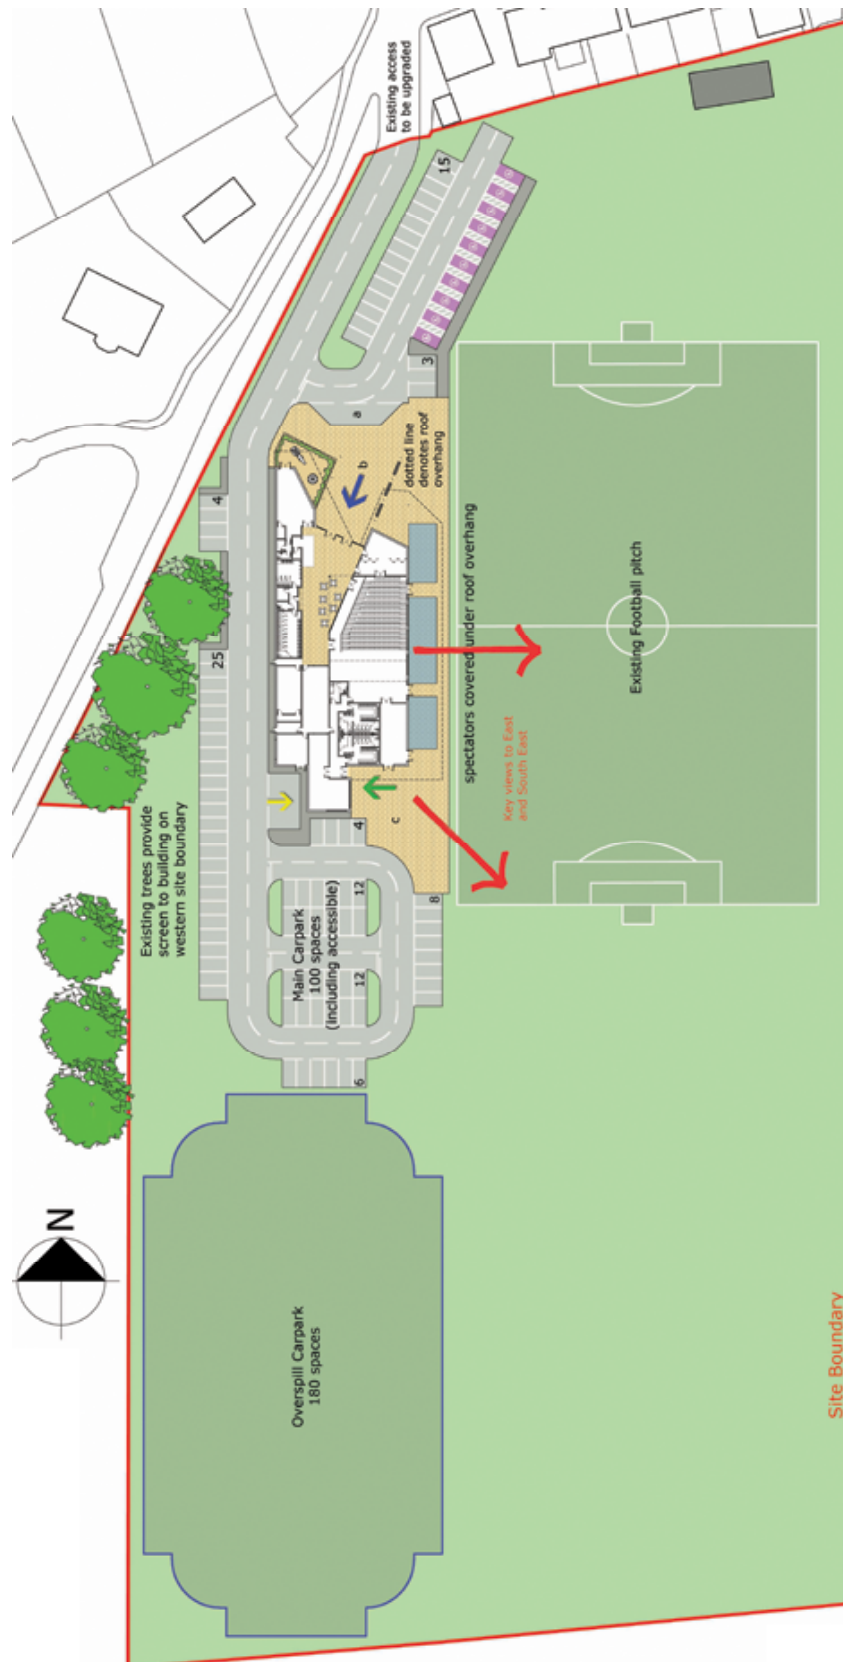 Existing access
to be upgraded
15
3
a
b
dotted line
denotes roof
overhang
4
25
Existing trees provide
screen to building on
western site boundary
spectators covered under roof overhang
Existing Football pitch
Key views to East
and South East
c
4
12
8
Main Carpark
100 spaces
(including accessible)
12
6
N
Overspill Carpark
180 spaces
Site Boundary